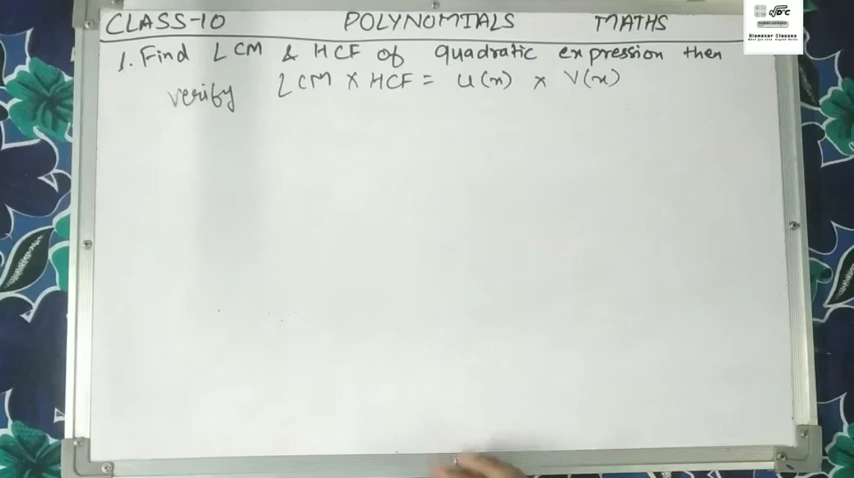 CLASS-10 POLYNOMIALS MATHS
1. Find LCM & HCF of quadratic expression then
verify LCM × HCF = u(x) × v(x)